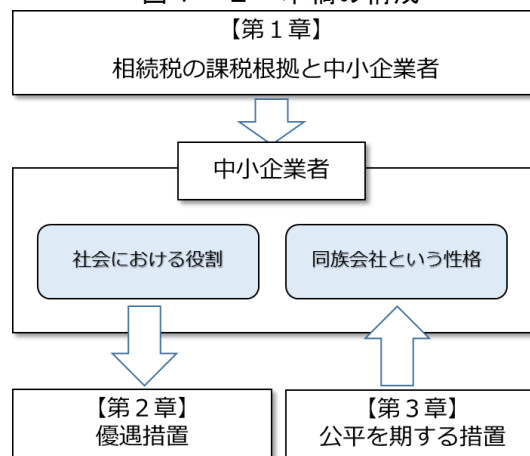 【第１章】
相続税の課税根拠と中小企業者
中小企業者
社会における役割
同族会社という性格
【第２章】
優遇措置
【第３章】
公平を期する措置